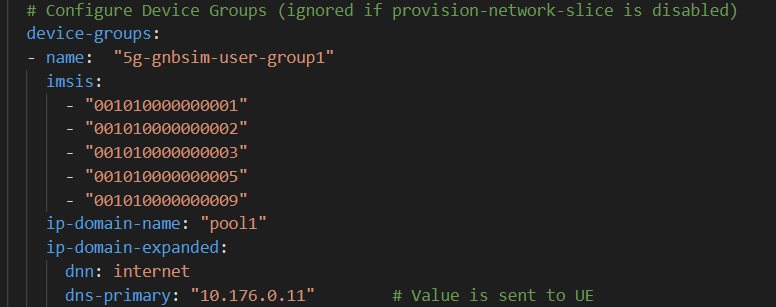 # Configure Device Groups (ignored if provision-network-slice is disabled)
device-groups:
- name:  "5g-gnbsim-user-group1"
imsis:
- "001010000000001"
- "001010000000002"
- "001010000000003"
- "001010000000005"
- "001010000000009"
ip-domain-name: "pool1"
ip-domain-expanded:
dnn: internet
dns-primary: "10.176.0.11"        # Value is sent to UE